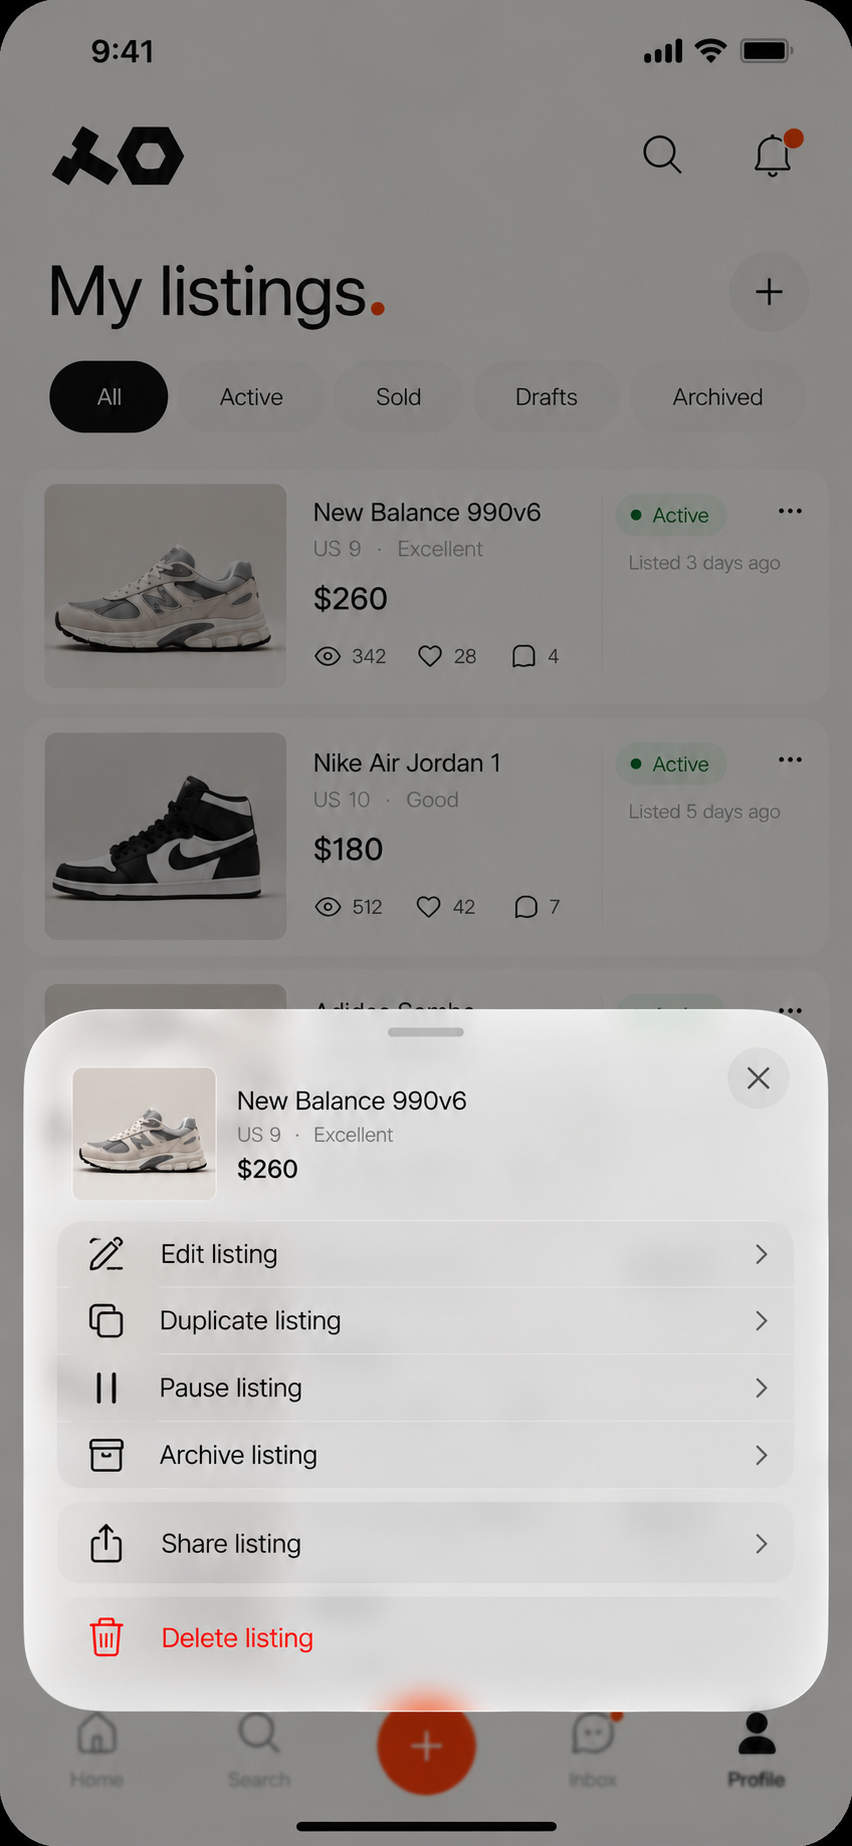 9:41
My listings.
All Active Sold Drafts Archived
New Balance 990v6
US 9 · Excellent
$260
342 28 4
Active
Listed 3 days ago
Nike Air Jordan 1
US 10 · Good
$180
512 42 7
Active
Listed 5 days ago
New Balance 990v6
US 9 · Excellent
$260
Edit listing
Duplicate listing
Pause listing
Archive listing
Share listing
Delete listing
Home Search Inbox Profile